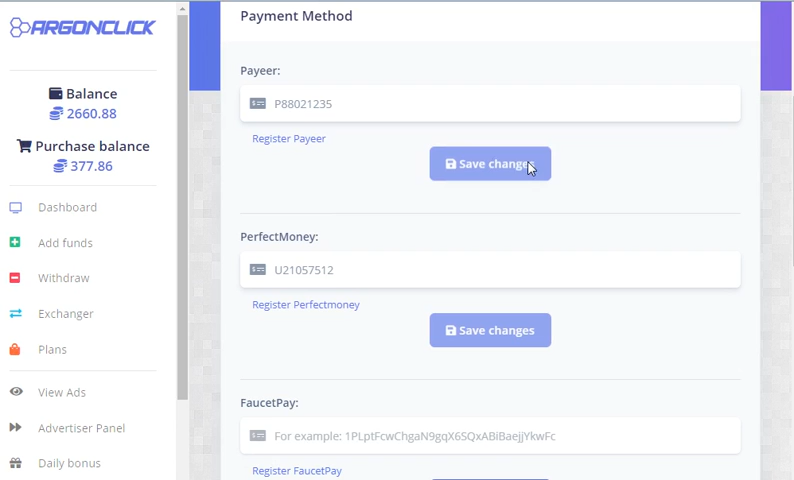 ARGONCLICK
Balance
2660.88
Purchase balance
377.86
Dashboard
Add funds
Withdraw
Exchanger
Plans
View Ads
Advertiser Panel
Daily bonus
Payment Method
Payeer:
P88021235
Register Payeer
Save changes
PerfectMoney:
U21057512
Register Perfectmoney
Save changes
FaucetPay:
For example: 1PLptFcwChgaN9gqX6SQxABiBaejjYkwFc
Register FaucetPay